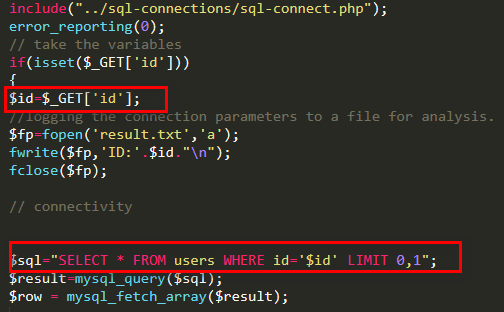 include("../sql-connections/sql-connect.php");
error_reporting(0);
// take the variables
if(isset($_GET['id']))
{
$id=$_GET['id'];
//logging the connection parameters to a file for analysis.
$fp=fopen('result.txt','a');
fwrite($fp,'ID:'.$id."\n");
fclose($fp);
// connectivity
$sql="SELECT * FROM users WHERE id='$id' LIMIT 0,1";
$result=mysql_query($sql);
$row = mysql_fetch_array($result);